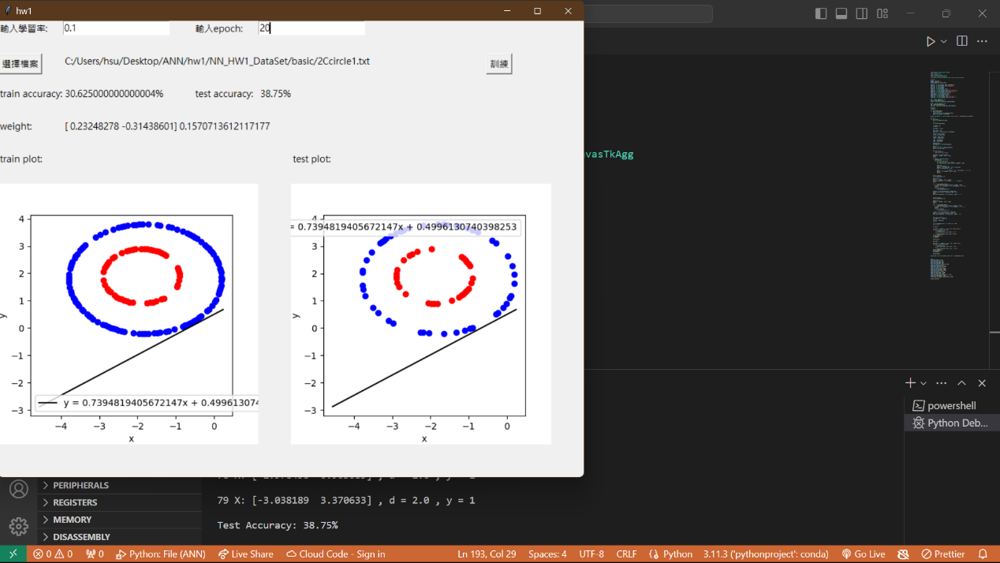 hw1
輸入學習率: 0.1 輸入epoch: 20
選擇檔案 C:/Users/hsu/Desktop/ANN/hw1/NN_HW1_DataSet/basic/2Ccircle1.txt 訓練
train accuracy: 30.625000000000004% test accuracy: 38.75%
weight: [ 0.23248278 -0.31438601] 0.1570713612117177
vasTkAgg
train plot: test plot:
4
3
2
1
0
−1
−2
−3
y
y = 0.7394819405672147x + 0.499613074
−4 −3 −2 −1 0
x
= 0.7394819405672147x + 0.4996130740398253
4
3
2
1
0
−1
−2
−3
y
−4 −3 −2 −1 0
x
powershell
Python Deb...
PERIPHERALS
REGISTERS
MEMORY
DISASSEMBLY
79 X: [-3.038189 3.370633] , d = 2.0 , y = 1
Test Accuracy: 38.75%
0 0 0 Python: File (ANN) Live Share Cloud Code - Sign in Ln 193, Col 29 Spaces: 4 UTF-8 CRLF Python 3.11.3 ('pythonproject': conda) Go Live Prettier